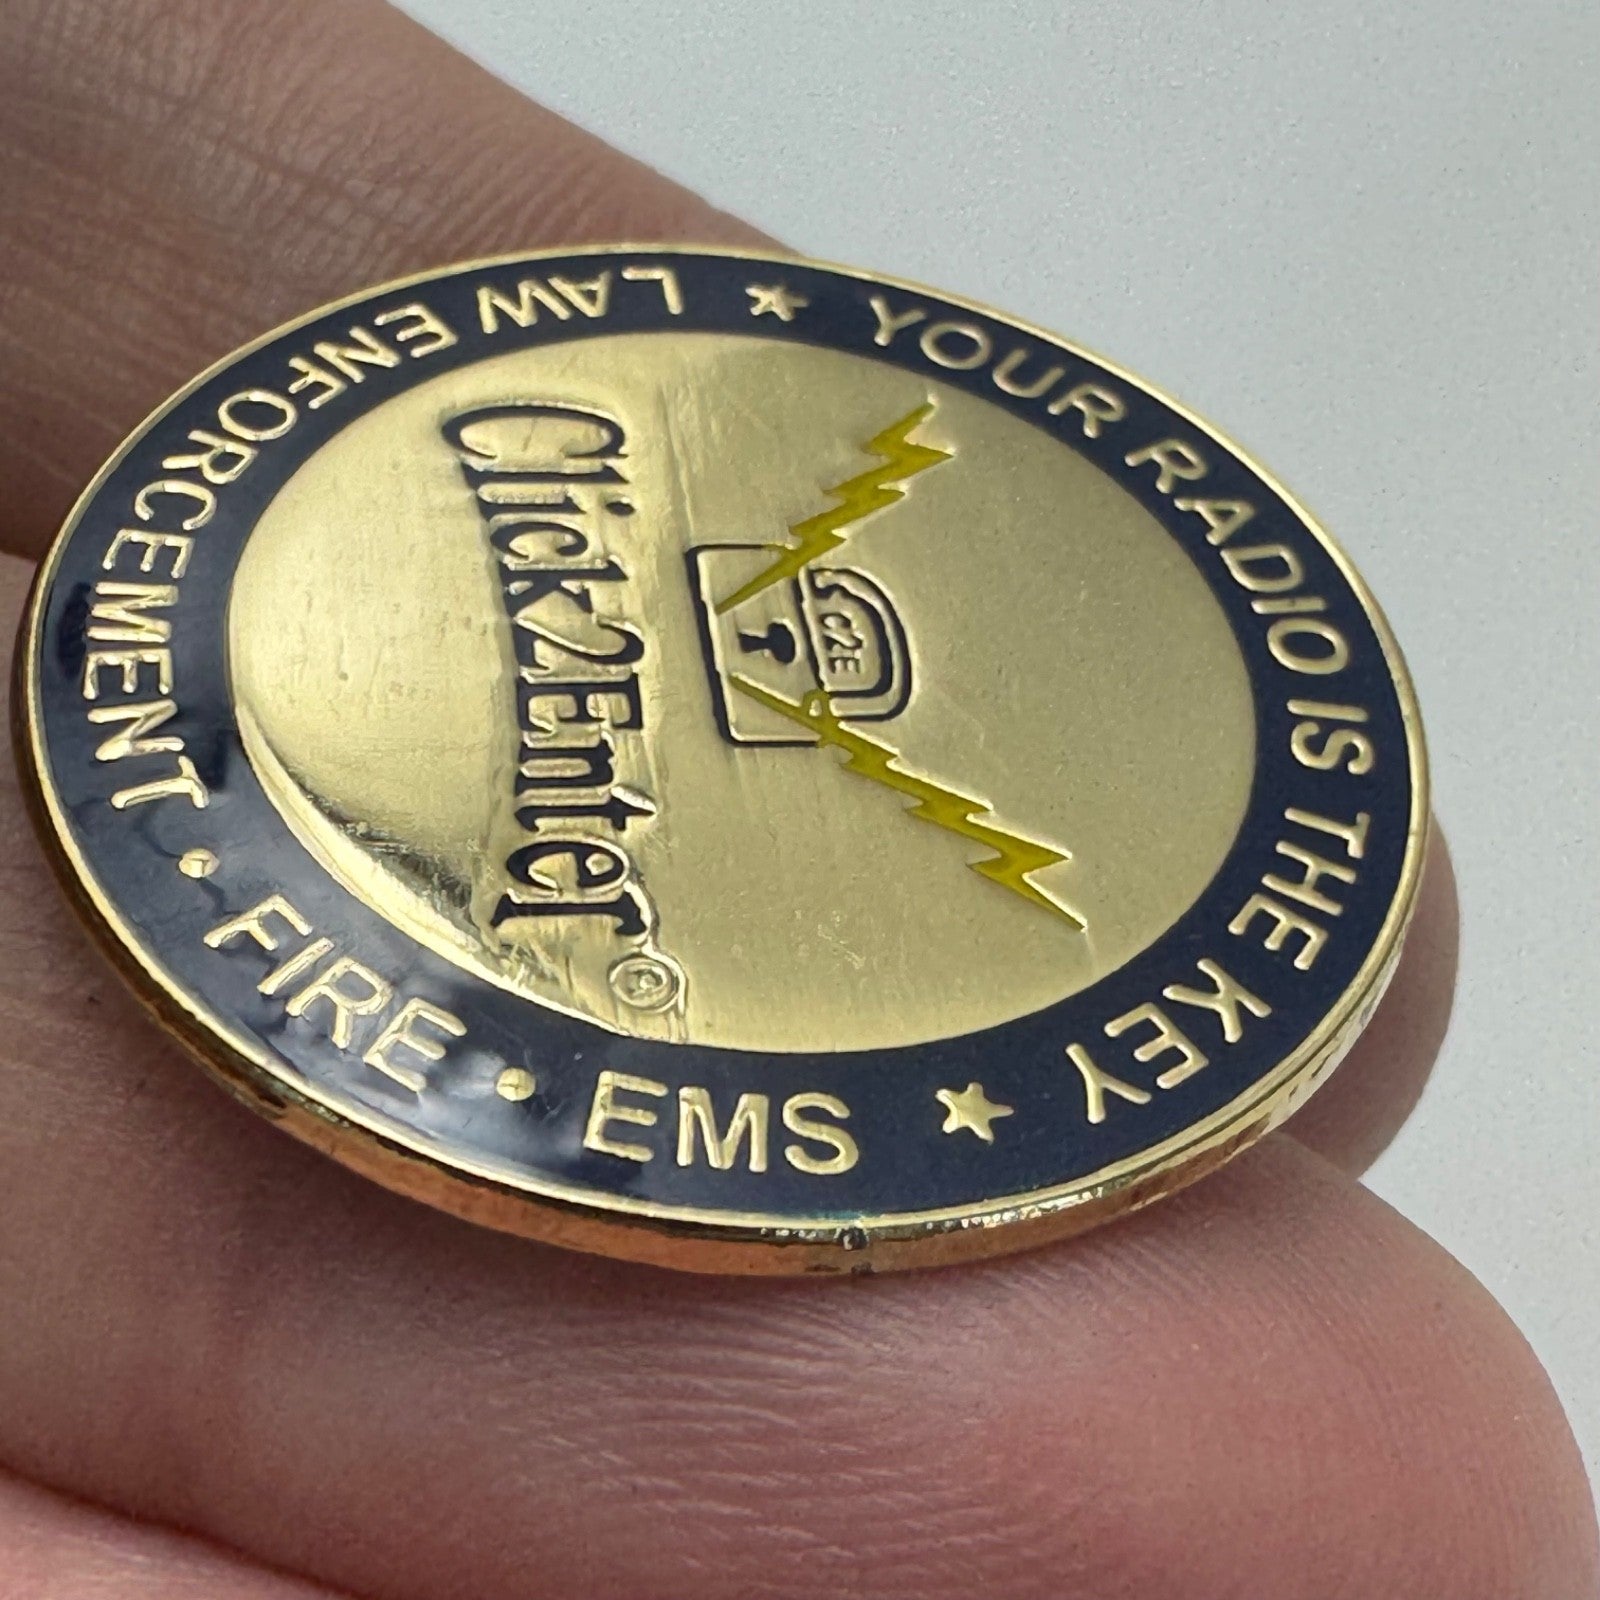 ★ YOUR RADIO IS THE KEY ★
c2E
Click2Enter®
LAW ENFORCEMENT • FIRE • EMS